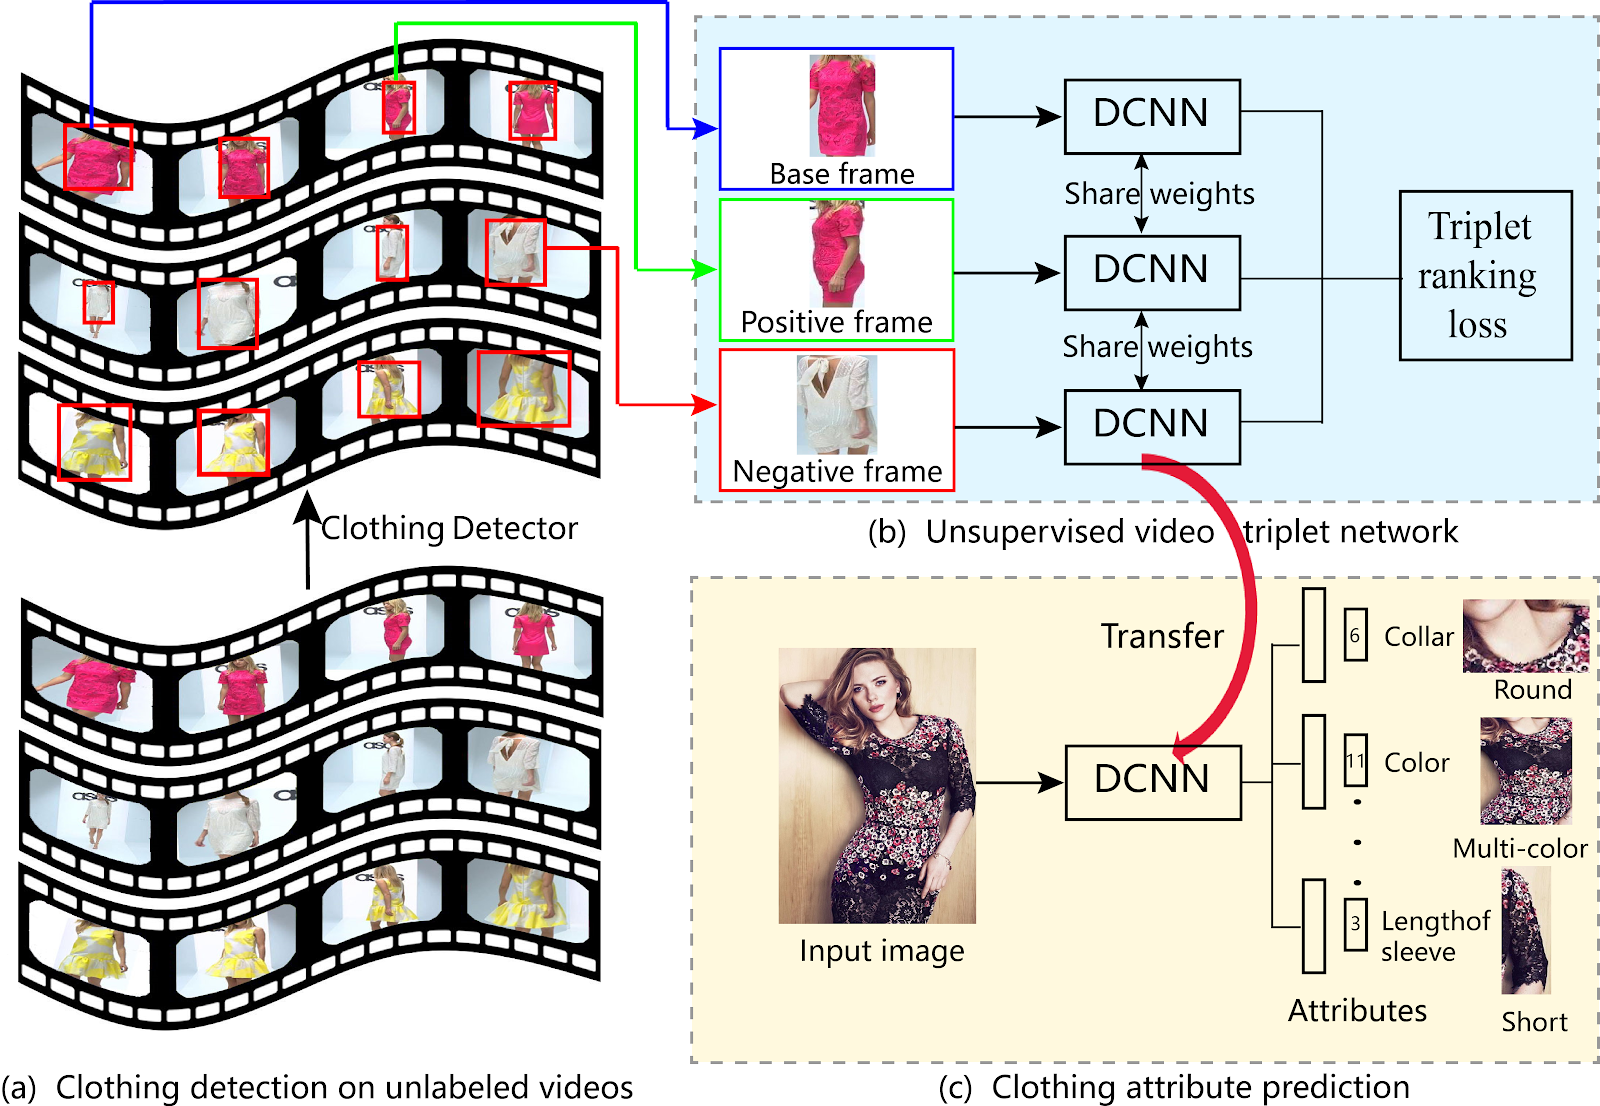 Clothing Detector
(a) Clothing detection on unlabeled videos
Base frame
Positive frame
Negative frame
DCNN
Share weights
DCNN
Share weights
DCNN
Triplet
ranking
loss
(b) Unsupervised video triplet network
Transfer
Input image
DCNN
6 Collar
Round
11 Color
Multi-color
3 Lengthof
sleeve
Short
Attributes
(c) Clothing attribute prediction